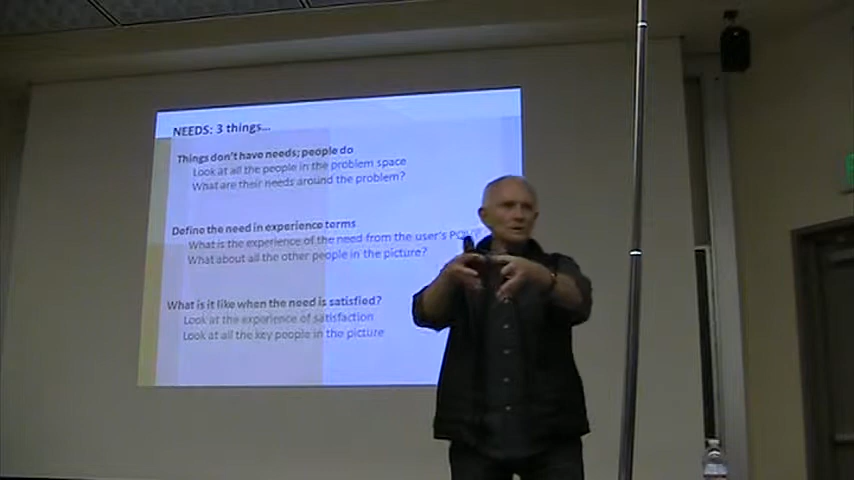 NEEDS: 3 things...
Things don't have needs; people do
Look at all the people in the problem space
What are their needs around the problem?
Define the need in experience terms
What is the experience of the need from the user's POV?
What about all the other people in the picture?
What is it like when the need is satisfied?
Look at the experience of satisfaction
Look at all the key people in the picture